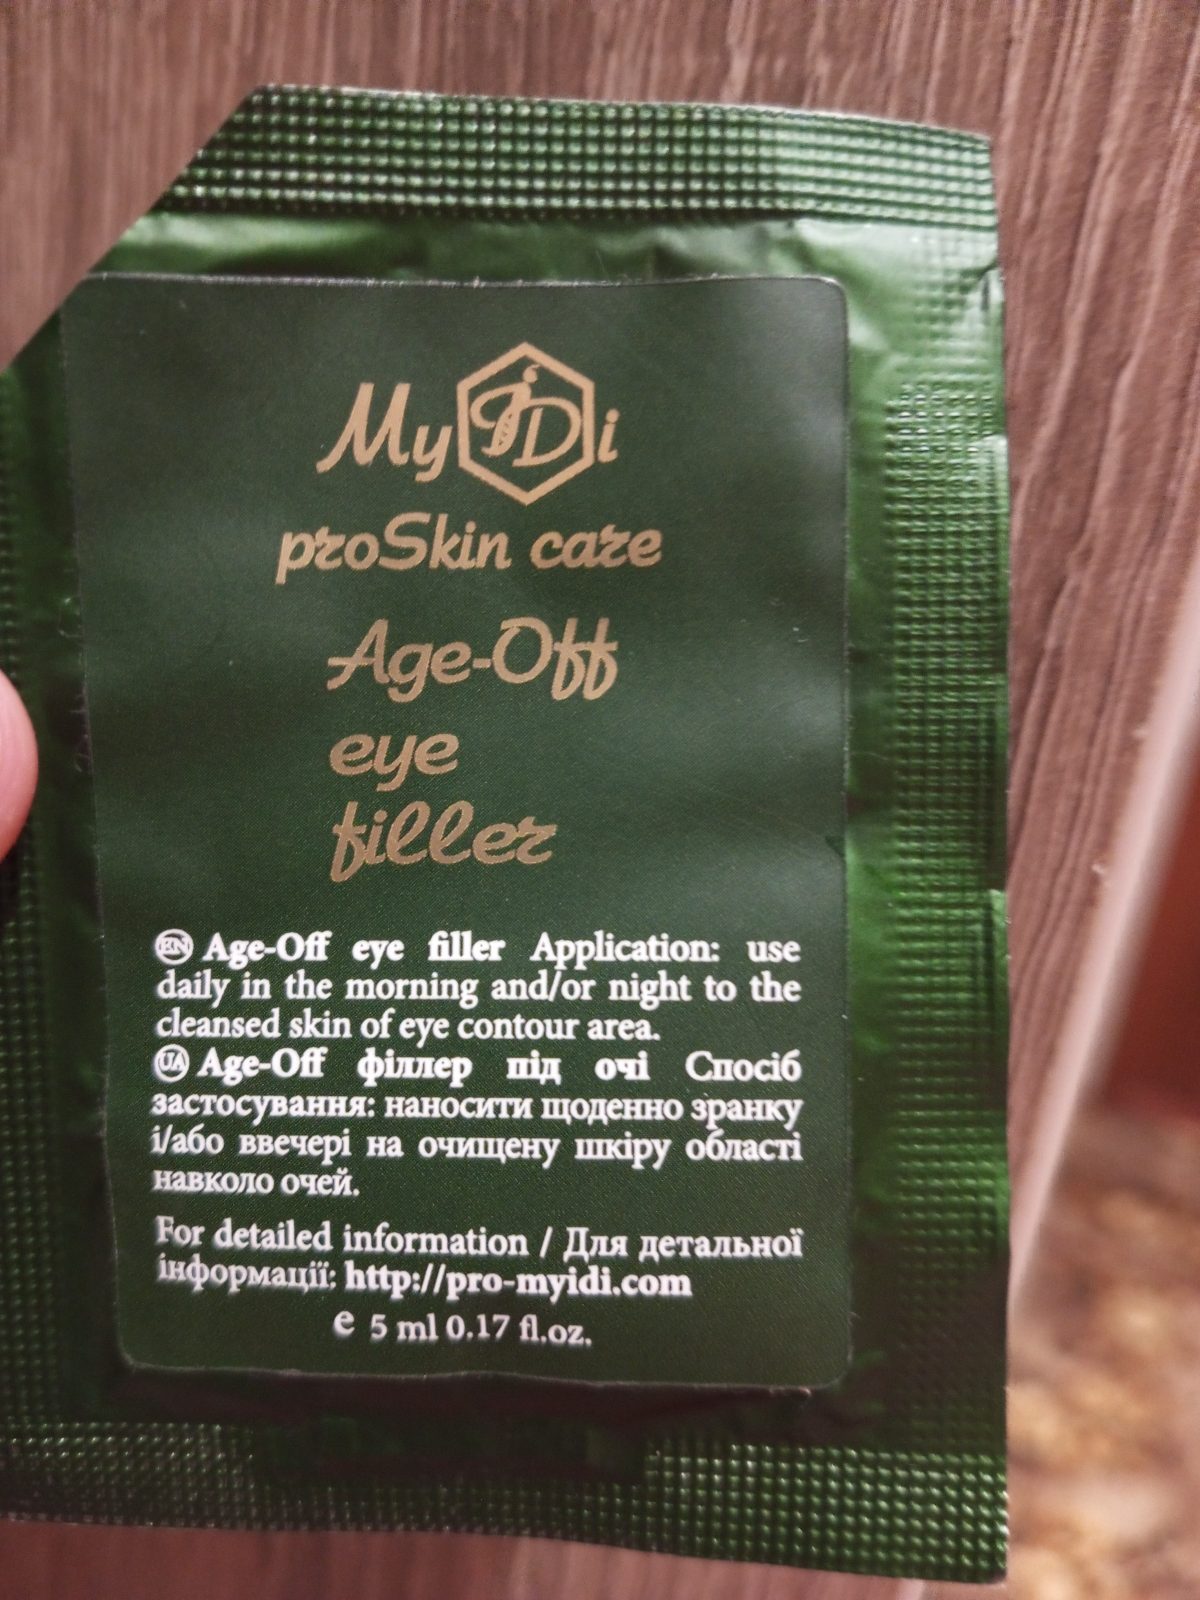 MyiDi
proSkin care
Age-Off
eye
filler
EN Age-Off eye filler Application: use
daily in the morning and/or night to the
cleansed skin of eye contour area.
UA Age-Off філлер під очі Спосіб
застосування: наносити щоденно зранку
і/або ввечері на очищену шкіру області
навколо очей.
For detailed information / Для детальної
інформації: http://pro-myidi.com
e 5 ml 0.17 fl.oz.